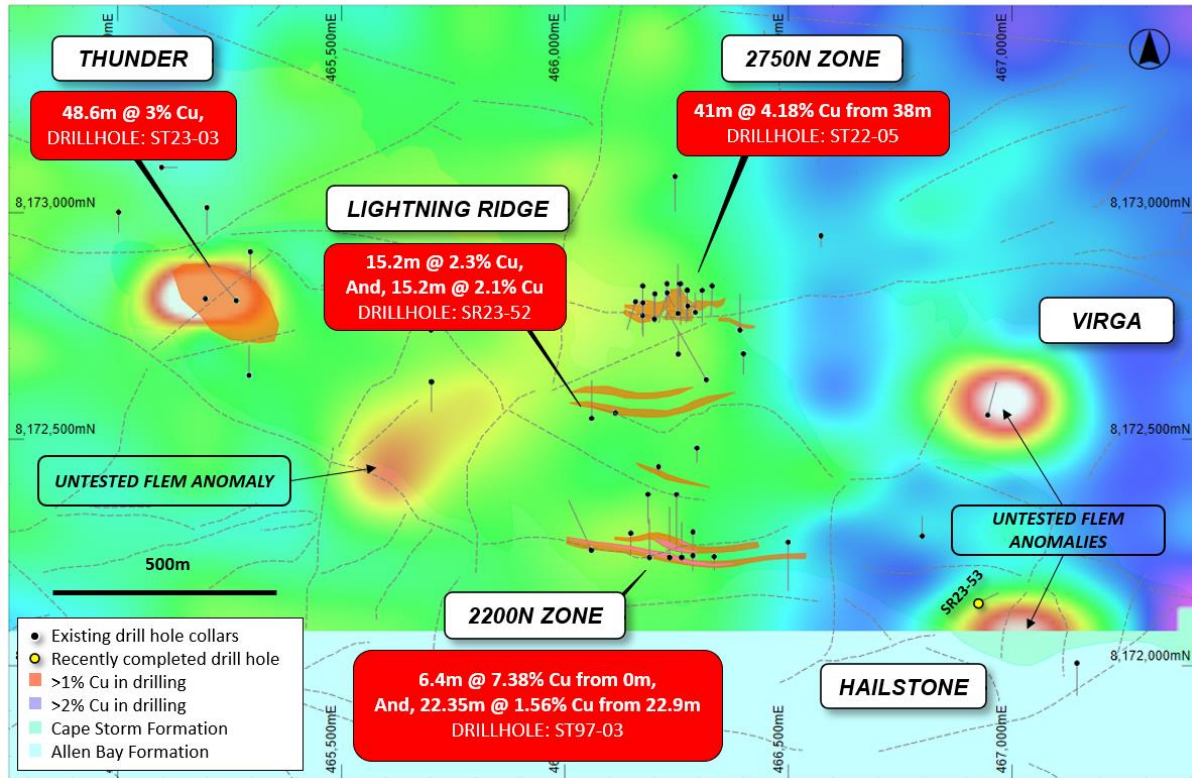 465,500mE
466,000mE
467,000mE
THUNDER
48.6m @ 3% Cu,
DRILLHOLE: ST23-03
2750N ZONE
41m @ 4.18% Cu from 38m
DRILLHOLE: ST22-05
8,173,000mN
8,173,000mN
LIGHTNING RIDGE
15.2m @ 2.3% Cu,
And, 15.2m @ 2.1% Cu
DRILLHOLE: SR23-52
VIRGA
8,172,500mN
8,172,500mN
UNTESTED FLEM ANOMALY
UNTESTED FLEM
ANOMALIES
500m
SR23-53
2200N ZONE
6.4m @ 7.38% Cu from 0m,
And, 22.35m @ 1.56% Cu from 22.9m
DRILLHOLE: ST97-03
HAILSTONE
8,172,000mN
Existing drill hole collars
Recently completed drill hole
>1% Cu in drilling
>2% Cu in drilling
Cape Storm Formation
Allen Bay Formation
465,500mE
466,000mE
466,500mE
467,000mE